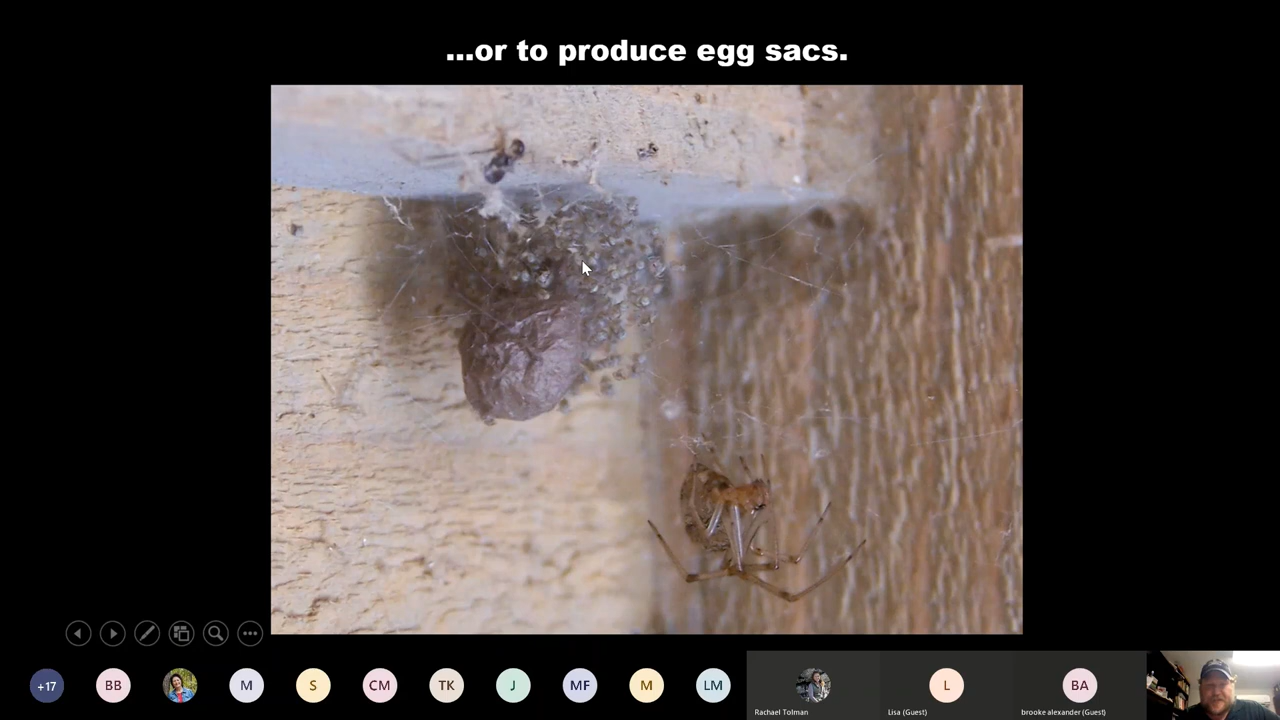 ...or to produce egg sacs.
+17
BB
M
S
CM
TK
J
MF
M
LM
L
BA
Rachael Tolman
Lisa (Guest)
brooke alexander (Guest)